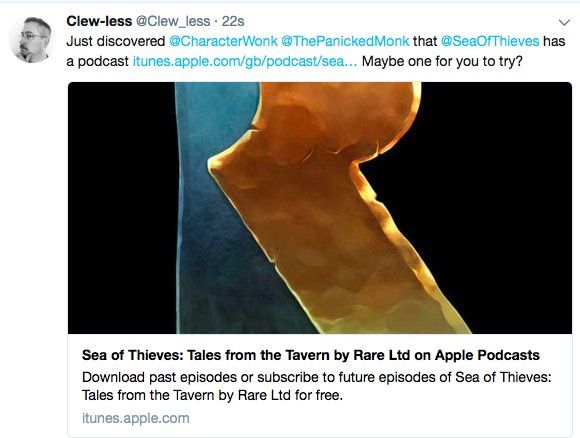 Clew-less @Clew_less · 22s
Just discovered @CharacterWonk @ThePanickedMonk that @SeaOfThieves has
a podcast itunes.apple.com/gb/podcast/sea… Maybe one for you to try?
Sea of Thieves: Tales from the Tavern by Rare Ltd on Apple Podcasts
Download past episodes or subscribe to future episodes of Sea of Thieves:
Tales from the Tavern by Rare Ltd for free.
itunes.apple.com